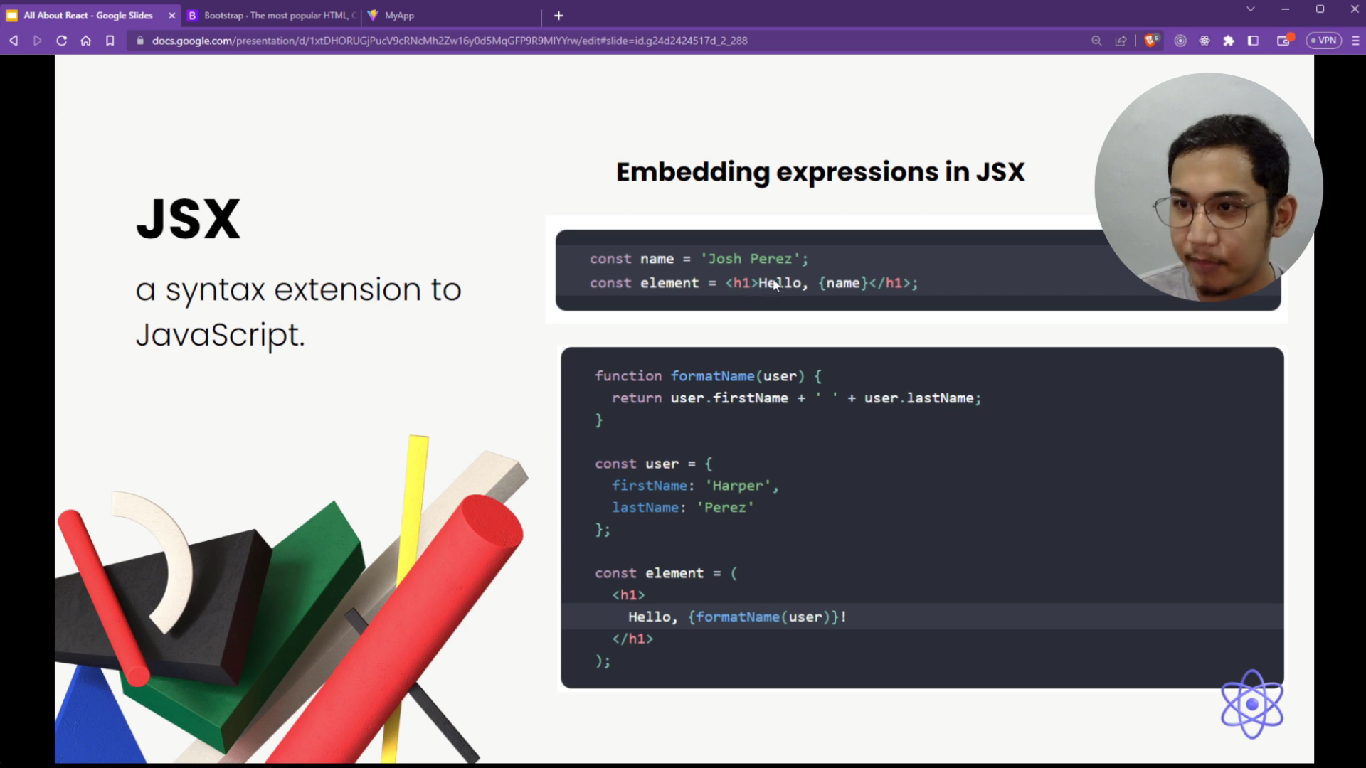 All About React - Google Slides
Bootstrap - The most popular HTML, C
MyApp
docs.google.com/presentation/d/1xtDHORUGjPucV9cRNcMh2Zw16y0d5MqGFP9R9MIYYrw/edit#slide=id.g24d2424517d_2_288
VPN
JSX
a syntax extension to
JavaScript.
Embedding expressions in JSX
const name = 'Josh Perez';
const element = <h1>Hello, {name}</h1>;
function formatName(user) {
return user.firstName + ' ' + user.lastName;
}
const user = {
firstName: 'Harper',
lastName: 'Perez'
};
const element = (
<h1>
Hello, {formatName(user)}!
</h1>
);